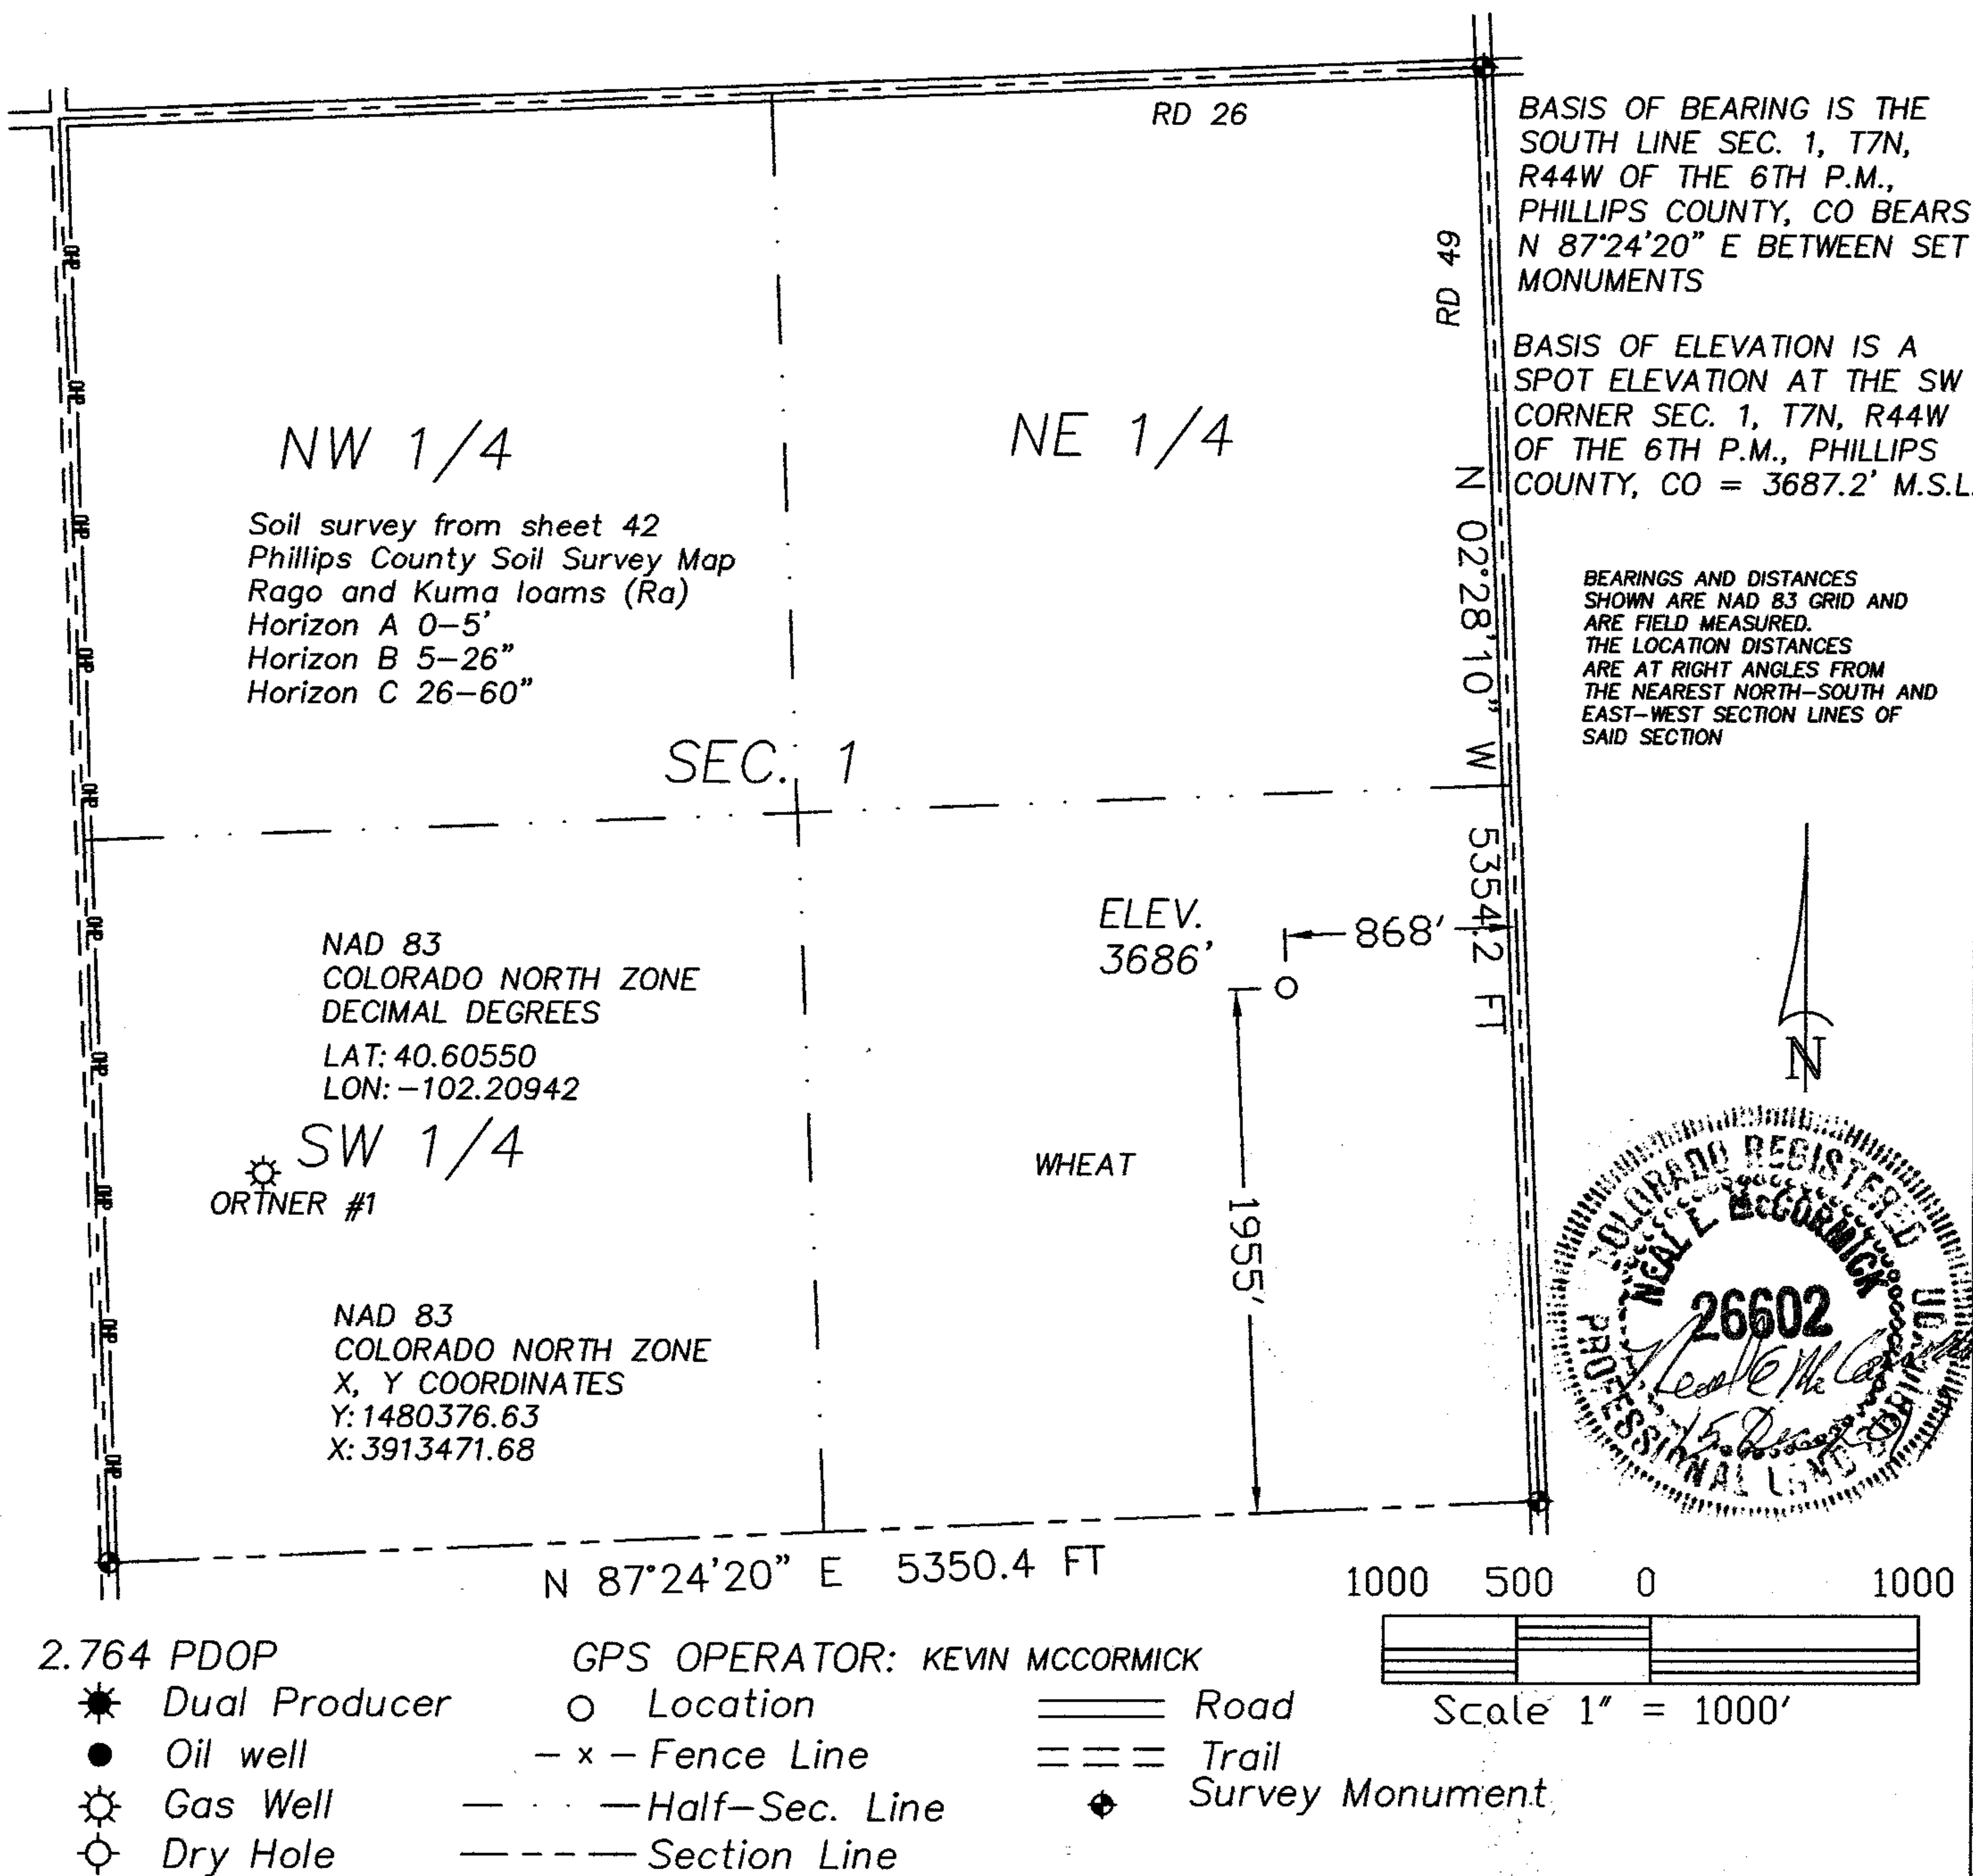 RD 26
BASIS OF BEARING IS THE
SOUTH LINE SEC. 1, T7N,
R44W OF THE 6TH P.M.,
PHILLIPS COUNTY, CO BEARS
N 87°24'20" E BETWEEN SET
MONUMENTS
RD 49
BASIS OF ELEVATION IS A
SPOT ELEVATION AT THE SW
CORNER SEC. 1, T7N, R44W
OF THE 6TH P.M., PHILLIPS
COUNTY, CO = 3687.2' M.S.L.
NW 1/4
NE 1/4
Soil survey from sheet 42
Phillips County Soil Survey Map
Rago and Kuma loams (Ra)
Horizon A 0-5'
Horizon B 5-26"
Horizon C 26-60"
N 02°28'10" W 5354.2 FT
BEARINGS AND DISTANCES
SHOWN ARE NAD 83 GRID AND
ARE FIELD MEASURED.
THE LOCATION DISTANCES
ARE AT RIGHT ANGLES FROM
THE NEAREST NORTH-SOUTH AND
EAST-WEST SECTION LINES OF
SAID SECTION
SEC. 1
OHP
OHP
OHP
OHP
OHP
OHP
OHP
OHP
OHP
OHP
NAD 83
COLORADO NORTH ZONE
DECIMAL DEGREES
LAT: 40.60550
LON: -102.20942
ELEV.
3686'
868'
N
SW 1/4
ORTNER #1
WHEAT
1955'
NAD 83
COLORADO NORTH ZONE
X, Y COORDINATES
Y: 1480376.63
X: 3913471.68
COLORADO REGISTERED
NEAL E. McCORMICK
26602
PROFESSIONAL LAND
N 87°24'20" E 5350.4 FT
1000 500 0 1000
Scale 1" = 1000'
2.764 PDOP
GPS OPERATOR: KEVIN MCCORMICK
Dual Producer
Location
Road
Oil well
- x - Fence Line
Trail
Gas Well
Half-Sec. Line
Survey Monument
Dry Hole
Section Line